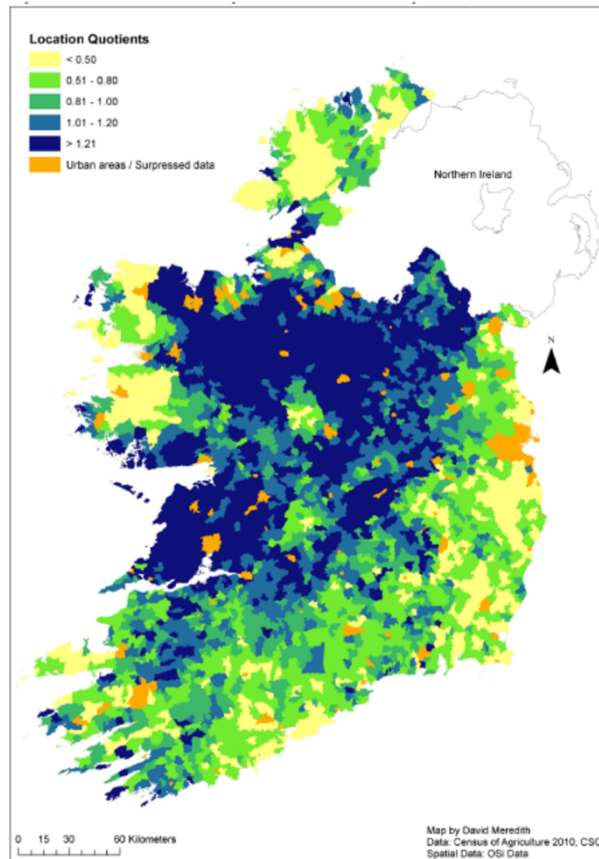 Location Quotients
< 0.50
0.51 - 0.80
0.81 - 1.00
1.01 - 1.20
> 1.21
Urban areas / Surpressed data
Northern Ireland
N
0 15 30 60 Kilometers
Map by David Meredith
Data: Census of Agriculture 2010, CSO
Spatial Data: OSi Data